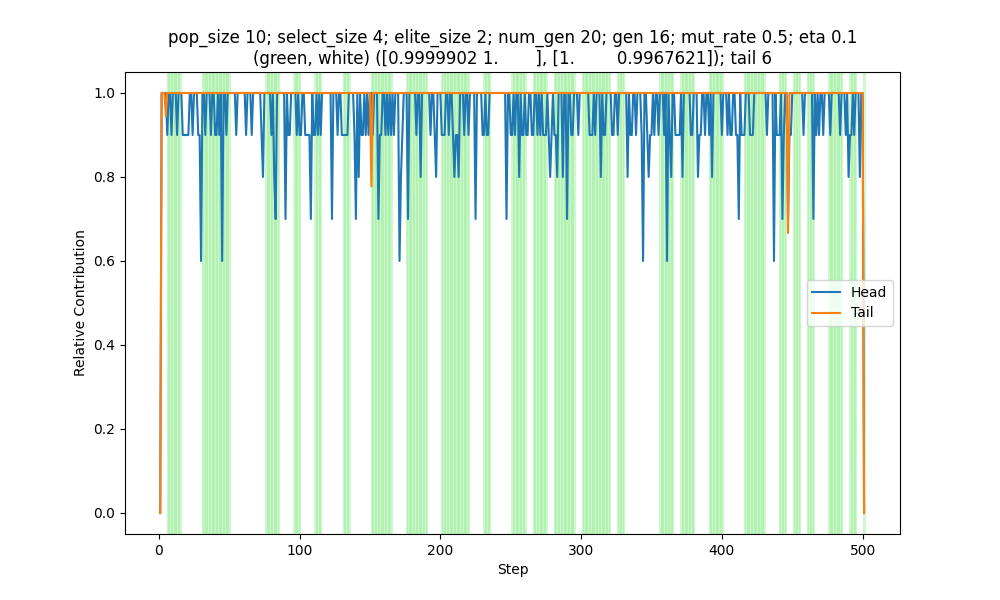 pop_size 10; select_size 4; elite_size 2; num_gen 20; gen 16; mut_rate 0.5; eta 0.1
(green, white) ([0.9999902 1.        ], [1.        0.9967621]); tail 6
1.0
0.8
0.6
0.4
0.2
0.0
Relative Contribution
Head
Tail
0 100 200 300 400 500
Step